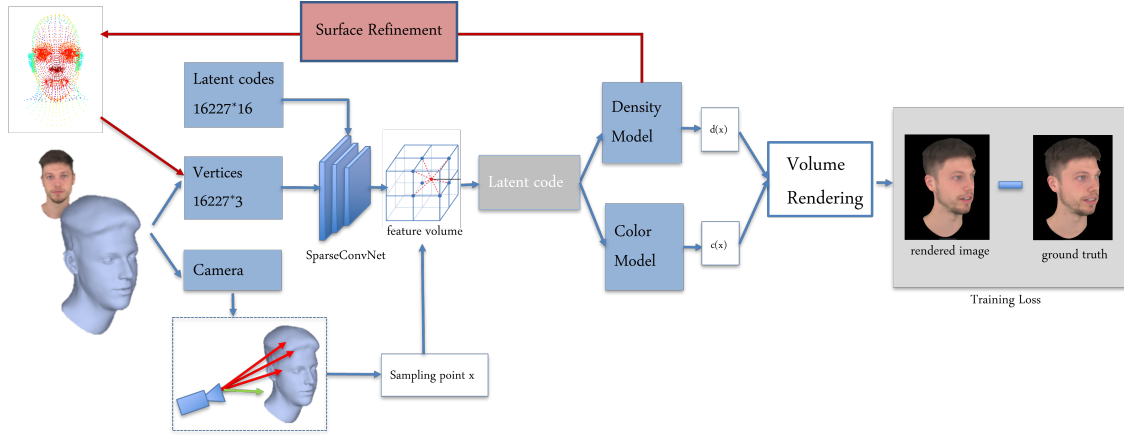 Surface Refinement
Latent codes
16227*16
Vertices
16227*3
Camera
SparseConvNet
feature volume
Sampling point x
Latent code
Density
Model
Color
Model
d(x)
c(x)
Volume
Rendering
rendered image
ground truth
Training Loss